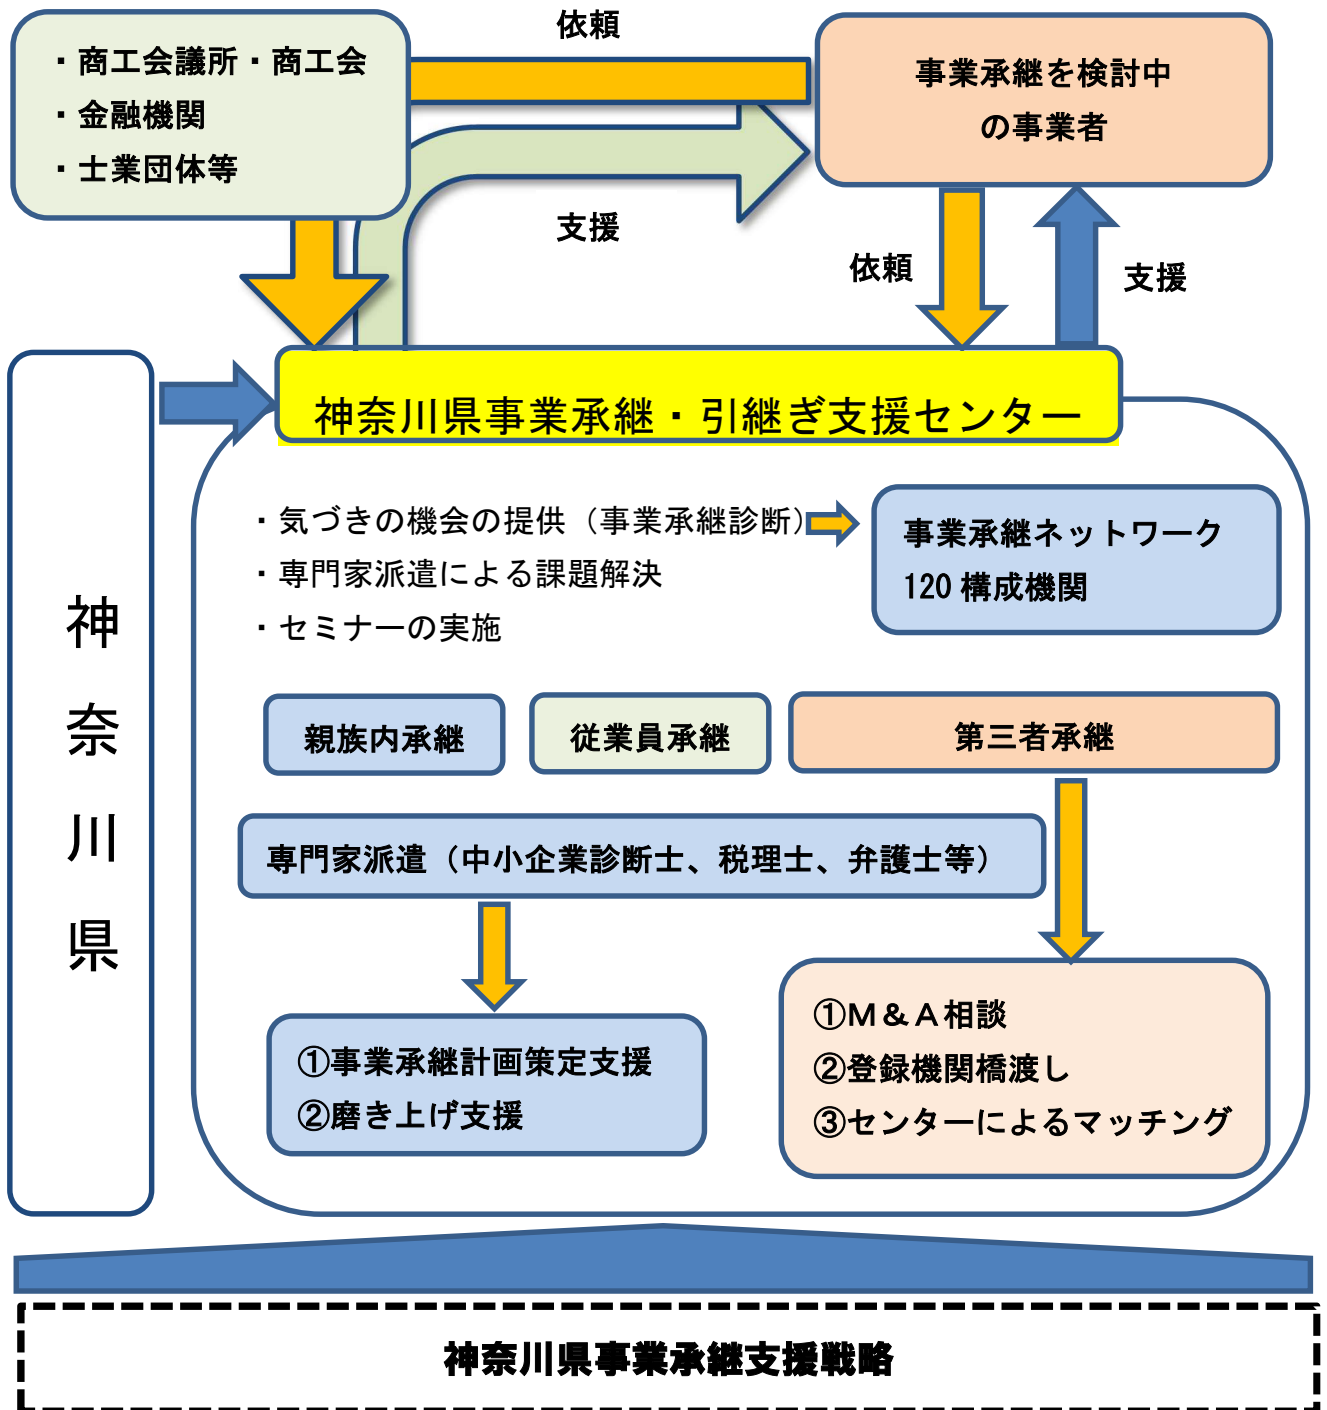 依頼
・商工会議所・商工会
・金融機関
・士業団体等
事業承継を検討中
の事業者
支援
依頼
支援
神奈川県事業承継・引継ぎ支援センター
神奈川県
・気づきの機会の提供（事業承継診断）
・専門家派遣による課題解決
・セミナーの実施
事業承継ネットワーク
120構成機関
親族内承継
従業員承継
第三者承継
専門家派遣（中小企業診断士、税理士、弁護士等）
①事業承継計画策定支援
②磨き上げ支援
①Ｍ＆Ａ相談
②登録機関橋渡し
③センターによるマッチング
神奈川県事業承継支援戦略